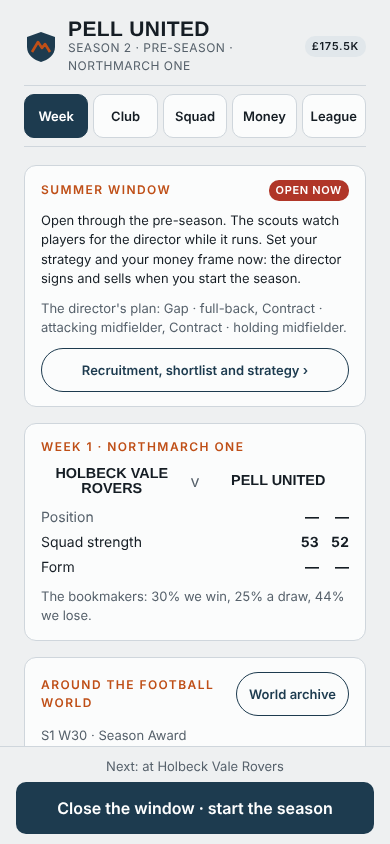 PELL UNITED
SEASON 2 · PRE-SEASON ·
NORTHMARCH ONE
£175.5K
Week
Club
Squad
Money
League
SUMMER WINDOW
OPEN NOW
Open through the pre-season. The scouts watch
players for the director while it runs. Set your
strategy and your money frame now: the director
signs and sells when you start the season.
The director's plan: Gap · full-back, Contract ·
attacking midfielder, Contract · holding midfielder.
Recruitment, shortlist and strategy ›
WEEK 1 · NORTHMARCH ONE
HOLBECK VALE
ROVERS
v
PELL UNITED
Position — —
Squad strength 53 52
Form — —
The bookmakers: 30% we win, 25% a draw, 44%
we lose.
AROUND THE FOOTBALL
WORLD
World archive
S1 W30 · Season Award
Next: at Holbeck Vale Rovers
Close the window · start the season